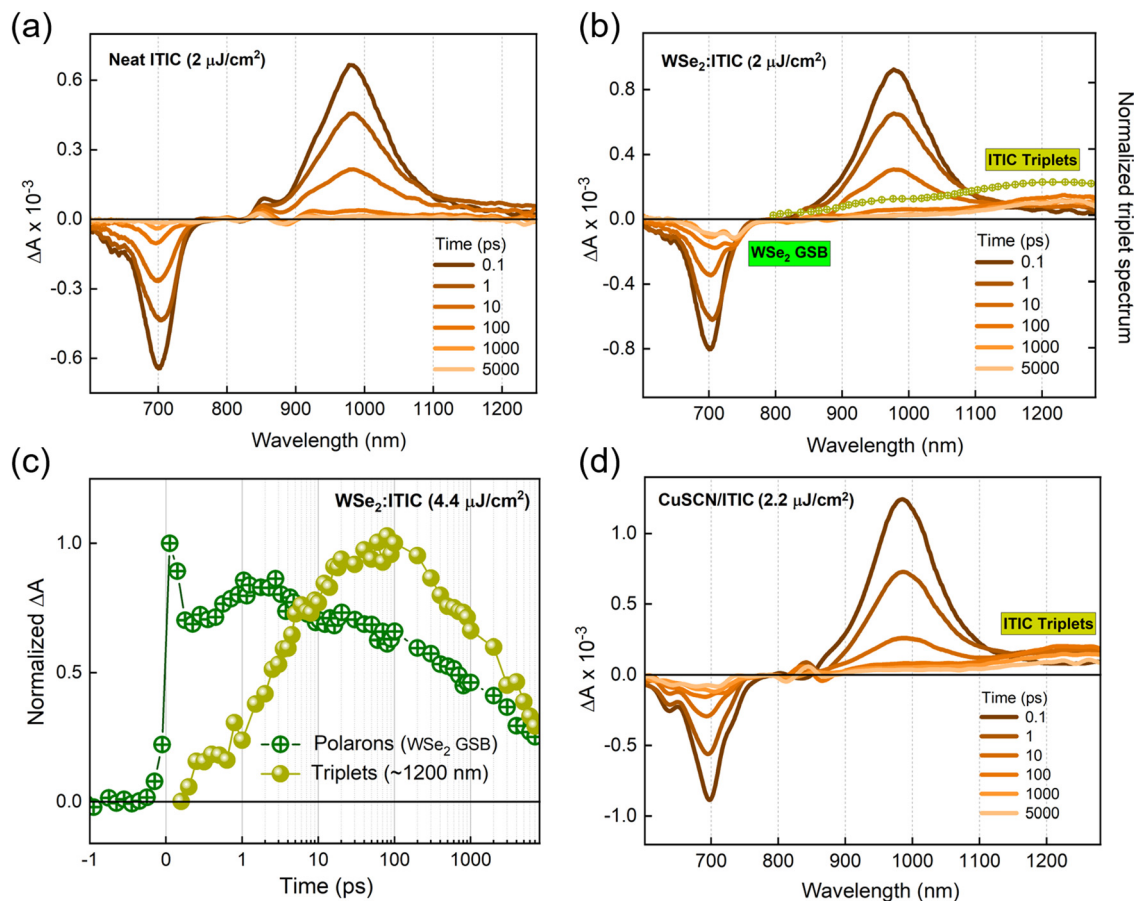 (a)
Neat ITIC (2 μJ/cm²)
ΔA x 10⁻³
0.6
0.3
0.0
-0.3
-0.6
Time (ps)
0.1
1
10
100
1000
5000
700 800 900 1000 1100 1200
Wavelength (nm)
(b)
WSe₂:ITIC (2 μJ/cm²)
ΔA x 10⁻³
0.8
0.4
0.0
-0.4
-0.8
ITIC Triplets
WSe₂ GSB
Time (ps)
0.1
1
10
100
1000
5000
Normalized triplet spectrum
700 800 900 1000 1100 1200
Wavelength (nm)
(c)
WSe₂:ITIC (4.4 μJ/cm²)
Normalized ΔA
1.0
0.5
0.0
Polarons (WSe₂ GSB)
Triplets (~1200 nm)
-1 0 1 10 100 1000
Time (ps)
(d)
CuSCN/ITIC (2.2 μJ/cm²)
ΔA x 10⁻³
1.0
0.5
0.0
-0.5
-1.0
ITIC Triplets
Time (ps)
0.1
1
10
100
1000
5000
700 800 900 1000 1100 1200
Wavelength (nm)